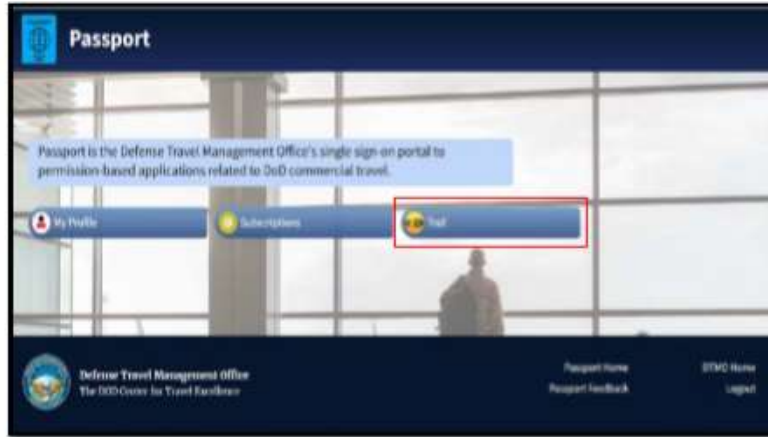 Passport
Passport is the Defense Travel Management Office's single sign-on portal to
permission-based applications related to DoD commercial travel.
My Profile
Subscriptions
Defense Travel Management Office
The DOD Center for Travel Excellence
Passport Home
DTMO Home
Passport Feedback
Logout